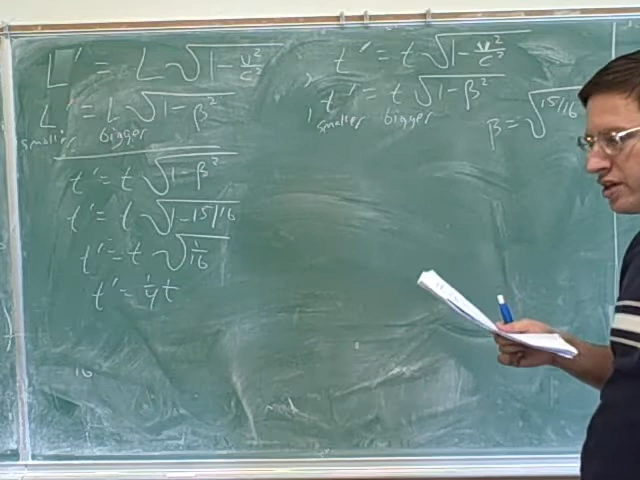 L' = L √1 - v²/c²
L' = L √1 - β²
smaller bigger
t' = t √1 - β²
t' = t √1 - 15/16
t' = t √1/16
t' = 1/4 t
16
t' = t √1 - v²/c²
t' = t √1 - β²
smaller bigger
β = √15/16